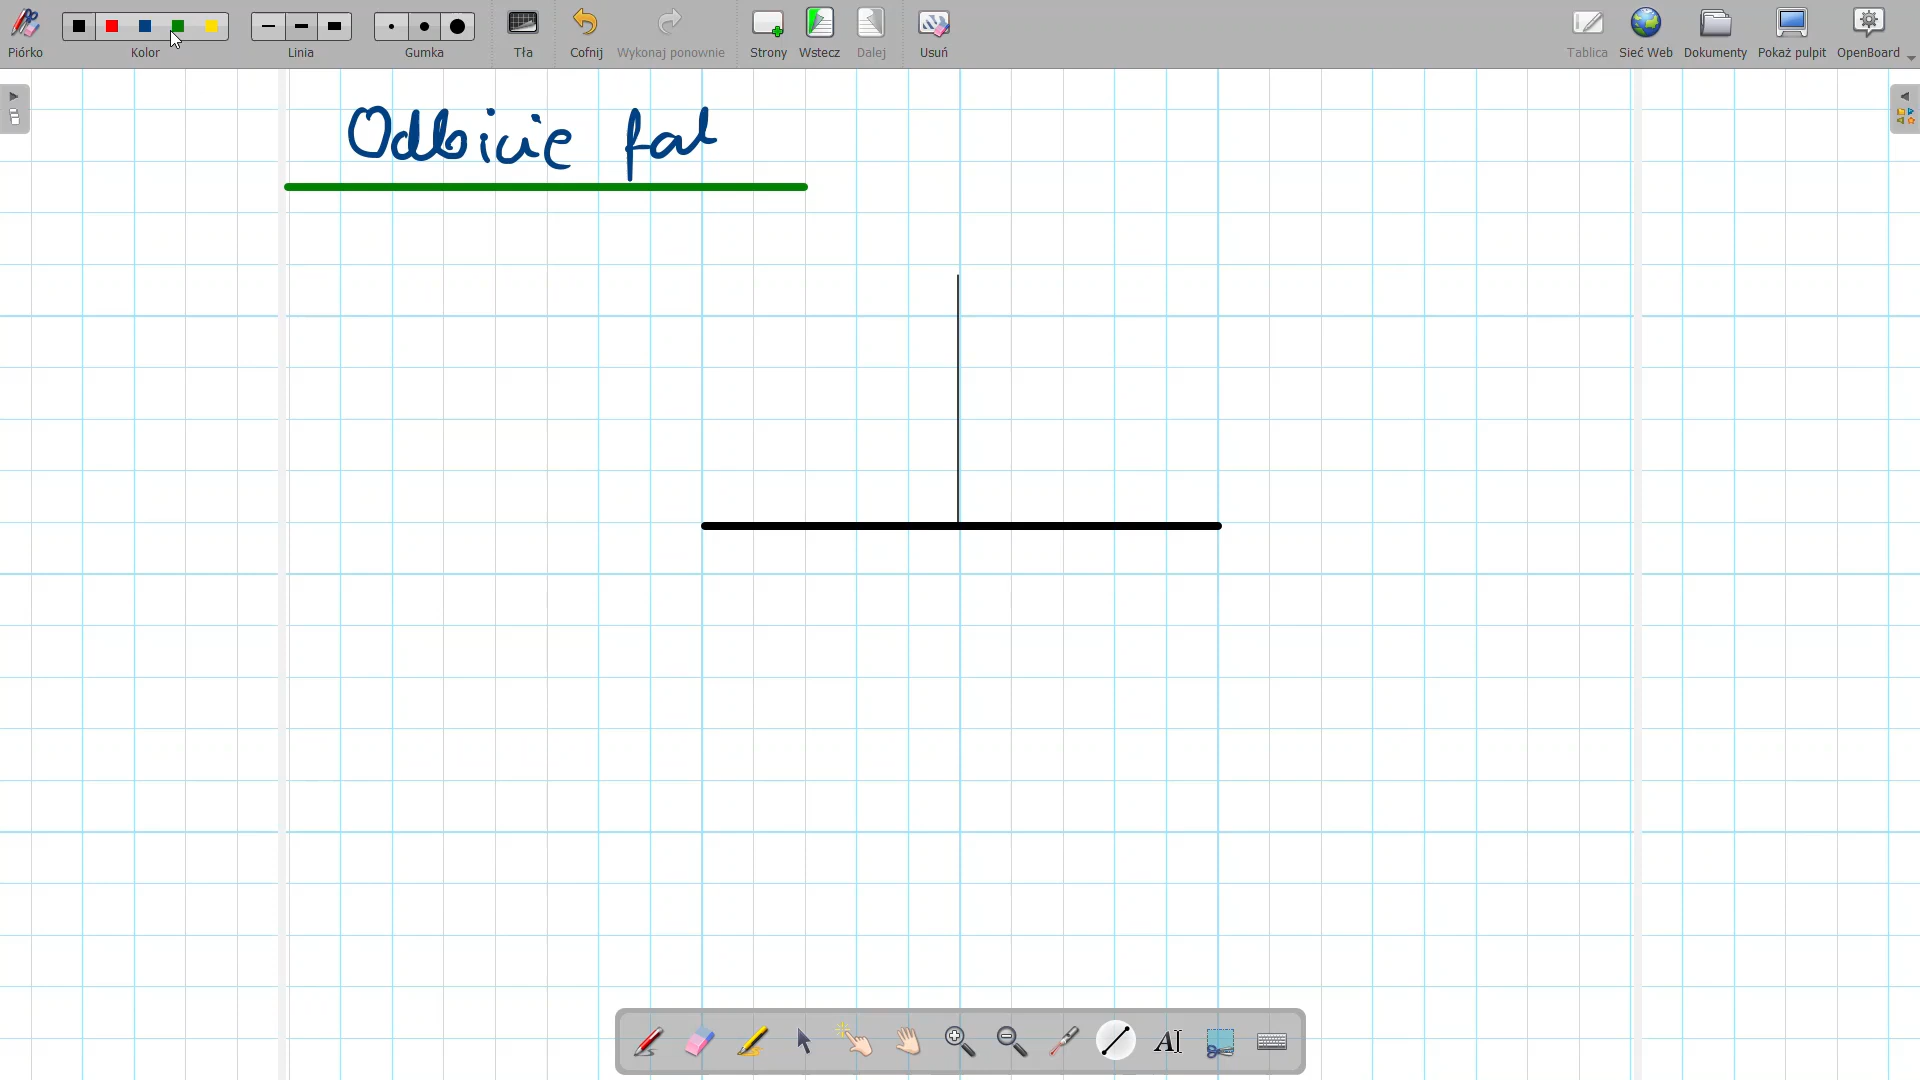 Piórko
Kolor
Linia
Gumka
Tła
Cofnij
Wykonaj ponownie
Strony
Wstecz
Dalej
Usuń
Tablica
Sieć Web
Dokumenty
Pokaż pulpit
OpenBoard
Odbicie fal